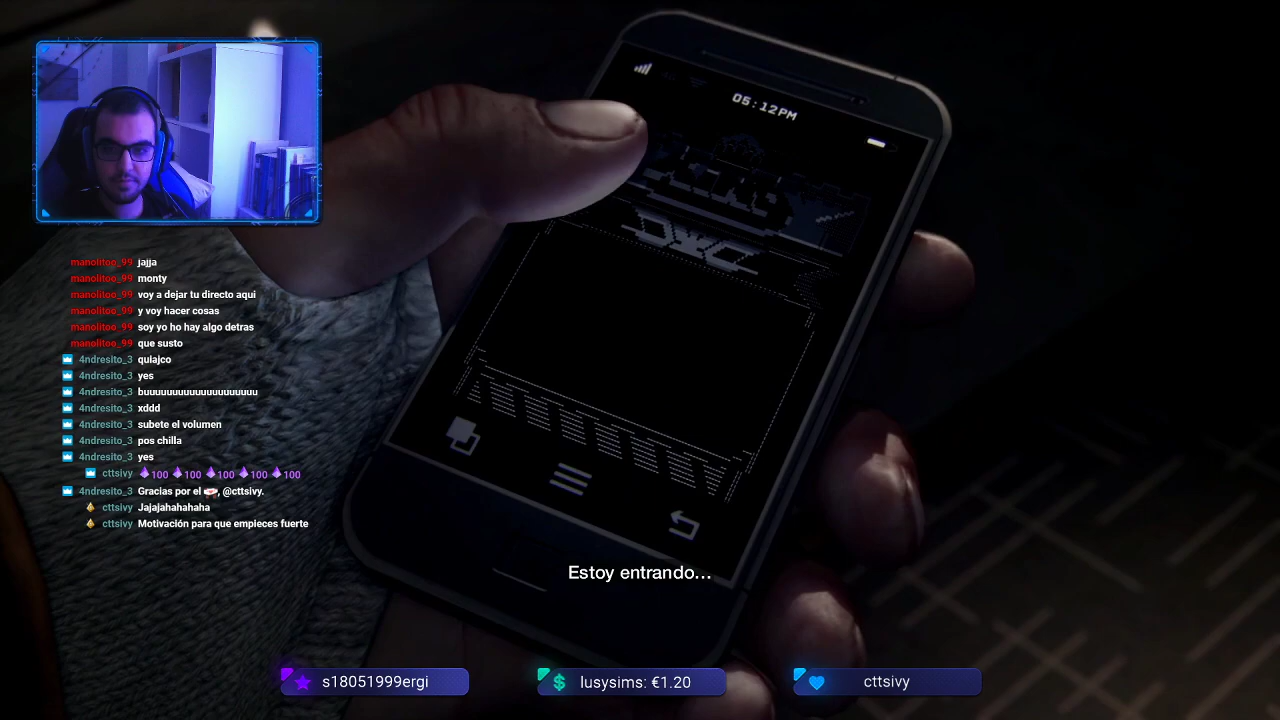 05:12PM
manolitoo_99 jajja
manolitoo_99 monty
manolitoo_99 voy a dejar tu directo aqui
manolitoo_99 y voy hacer cosas
manolitoo_99 soy yo ho hay algo detras
manolitoo_99 que susto
4ndresito_3 quiajco
4ndresito_3 yes
4ndresito_3 buuuuuuuuuuuuuuuuuuu
4ndresito_3 xddd
4ndresito_3 subete el volumen
4ndresito_3 pos chilla
4ndresito_3 yes
cttsivy 100 100 100 100 100
4ndresito_3 Gracias por el , @cttsivy.
cttsivy Jajajahahahaha
cttsivy Motivación para que empieces fuerte
Estoy entrando...
s18051999ergi
lusysims: €1.20
cttsivy